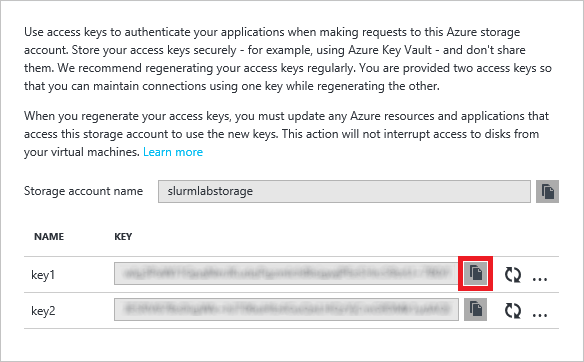 Use access keys to authenticate your applications when making requests to this Azure storage
account. Store your access keys securely - for example, using Azure Key Vault - and don't share
them. We recommend regenerating your access keys regularly. You are provided two access keys so
that you can maintain connections using one key while regenerating the other.
When you regenerate your access keys, you must update any Azure resources and applications that
access this storage account to use the new keys. This action will not interrupt access to disks from
your virtual machines. Learn more
Storage account name slurmlabstorage
NAME KEY
key1 ...
key2 ...